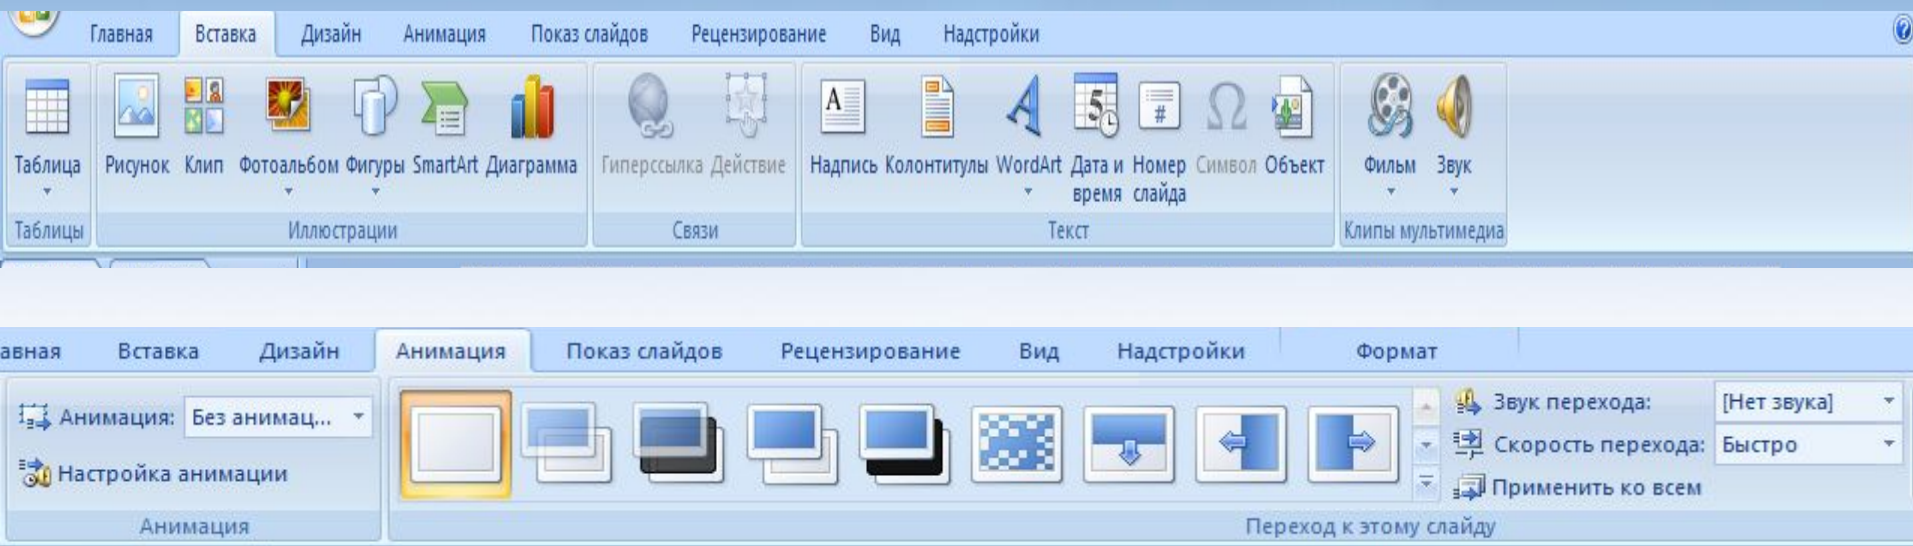 Главная Вставка Дизайн Анимация Показ слайдов Рецензирование Вид Надстройки
Таблица Рисунок Клип Фотоальбом Фигуры SmartArt Диаграмма Гиперссылка Действие Надпись Колонтитулы WordArt Дата и время Номер слайда Символ Объект Фильм Звук
Таблицы Иллюстрации Связи Текст Клипы мультимедиа
авная Вставка Дизайн Анимация Показ слайдов Рецензирование Вид Надстройки Формат
Анимация: Без анимац... Звук перехода: [Нет звука]
Скорость перехода: Быстро
Настройка анимации Применить ко всем
Анимация Переход к этому слайду